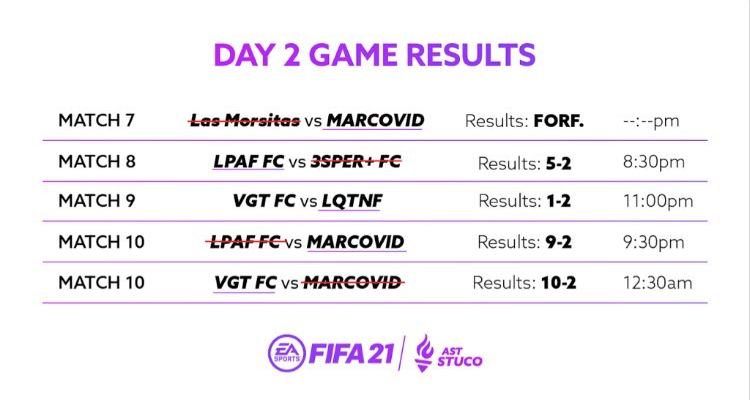 DAY 2 GAME RESULTS
MATCH 7 Las Morsitas vs MARCOVID Results: FORF. --:--pm
MATCH 8 LPAF FC vs 3SPER+ FC Results: 5-2 8:30pm
MATCH 9 VGT FC vs LQTNF Results: 1-2 11:00pm
MATCH 10 LPAF FC vs MARCOVID Results: 9-2 9:30pm
MATCH 10 VGT FC vs MARCOVID Results: 10-2 12:30am
EA SPORTS FIFA 21 AST STUCO